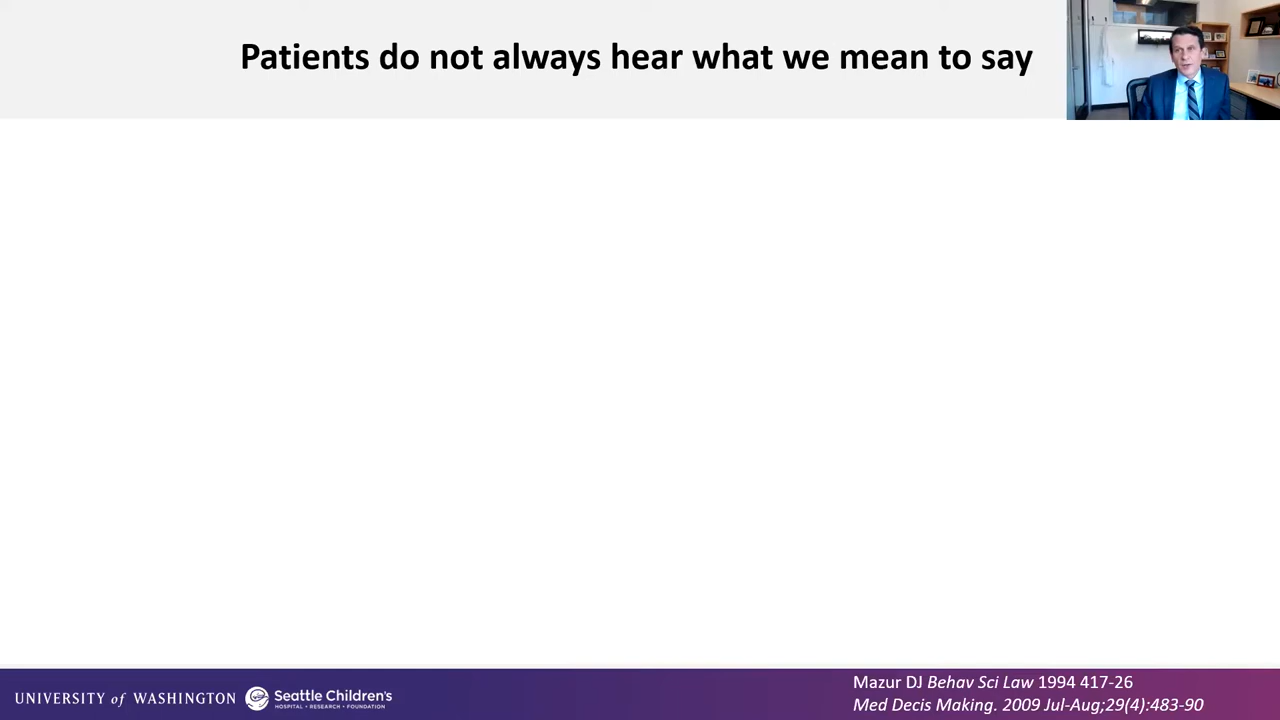 Patients do not always hear what we mean to say
UNIVERSITY of WASHINGTON
Seattle Children's
HOSPITAL • RESEARCH • FOUNDATION
Mazur DJ Behav Sci Law 1994 417-26
Med Decis Making. 2009 Jul-Aug;29(4):483-90